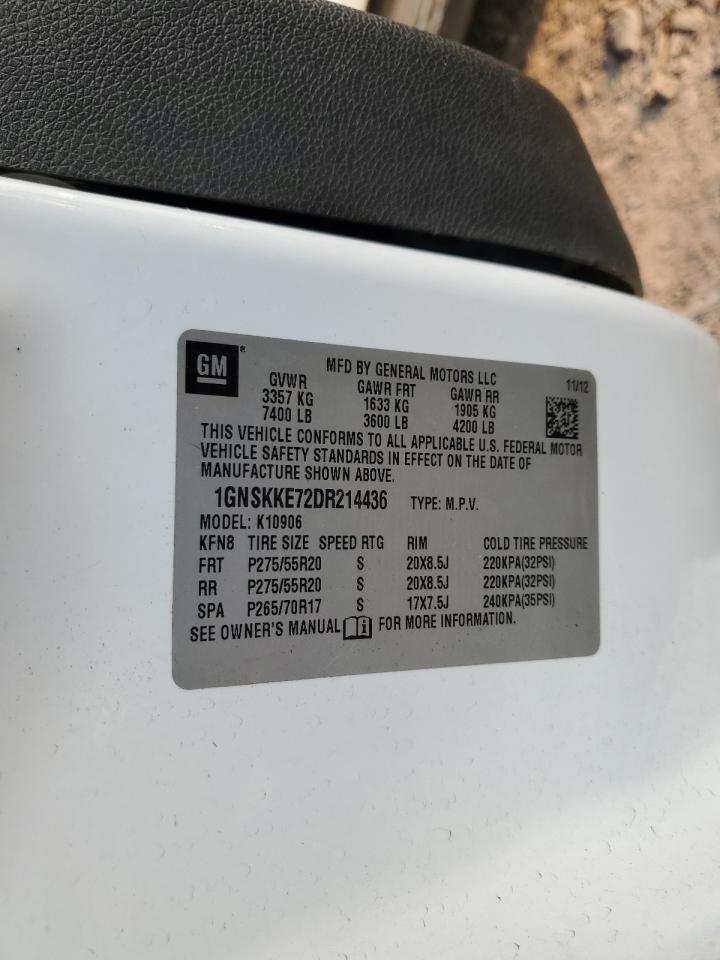 GM ® MFD BY GENERAL MOTORS LLC 11/12
GVWR GAWR FRT GAWR RR
3357 KG 1633 KG 1905 KG
7400 LB 3600 LB 4200 LB
THIS VEHICLE CONFORMS TO ALL APPLICABLE U.S. FEDERAL MOTOR
VEHICLE SAFETY STANDARDS IN EFFECT ON THE DATE OF
MANUFACTURE SHOWN ABOVE.
1GNSKKE72DR214436 TYPE: M.P.V.
MODEL: K10906
KFN8 TIRE SIZE SPEED RTG RIM COLD TIRE PRESSURE
FRT P275/55R20 S 20X8.5J 220KPA(32PSI)
RR P275/55R20 S 20X8.5J 220KPA(32PSI)
SPA P265/70R17 S 17X7.5J 240KPA(35PSI)
SEE OWNER'S MANUAL i FOR MORE INFORMATION.